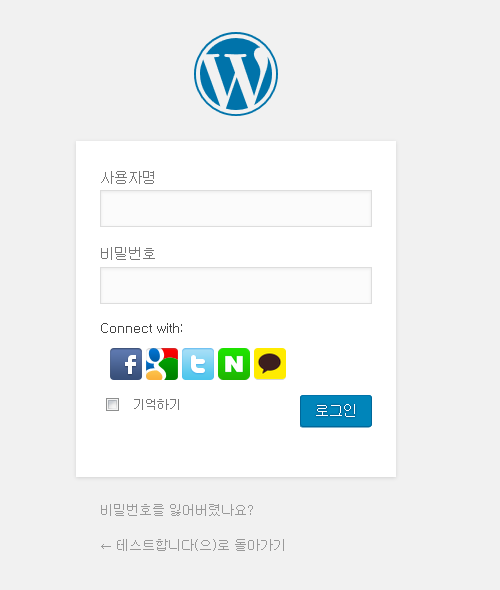 사용자명
비밀번호
Connect with:
기억하기
로그인
비밀번호를 잃어버렸나요?
← 테스트합니다(으)로 돌아가기